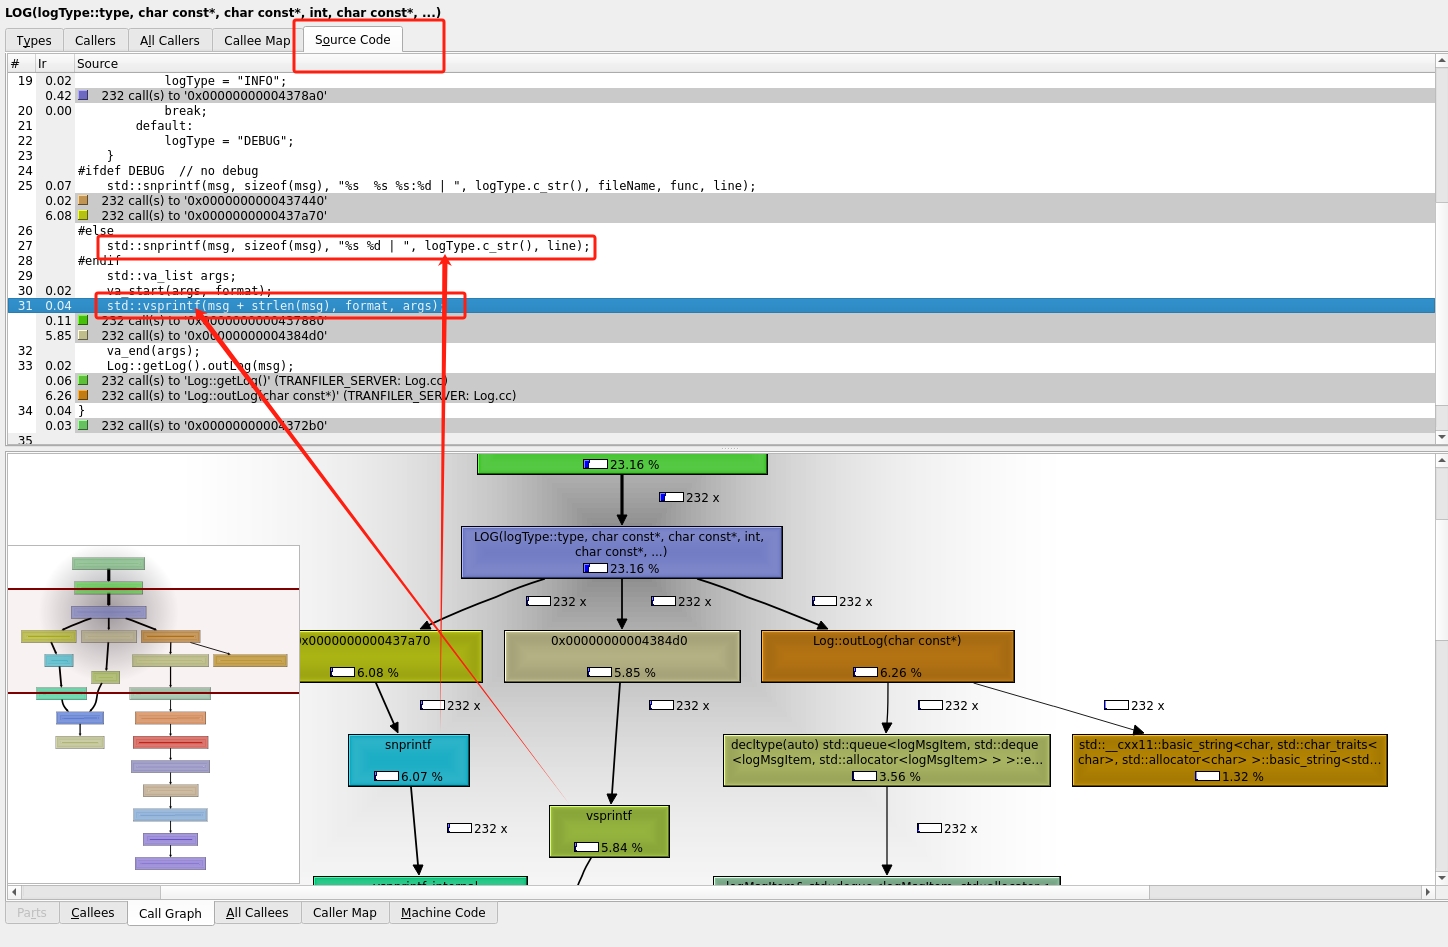 LOG(logType::type, char const*, char const*, int, char const*, ...)
Types Callers All Callers Callee Map Source Code
# Ir Source
19 0.02 logType = "INFO";
0.42 232 call(s) to '0x00000000004378a0'
20 0.00 break;
21 default:
22 logType = "DEBUG";
23 }
24 #ifdef DEBUG // no debug
25 0.07 std::snprintf(msg, sizeof(msg), "%s  %s %s:%d | ", logType.c_str(), fileName, func, line);
0.02 232 call(s) to '0x0000000000437440'
6.08 232 call(s) to '0x0000000000437a70'
26 #else
27 std::snprintf(msg, sizeof(msg), "%s %d | ", logType.c_str(), line);
28 #endif
29 std::va_list args;
30 0.02 va_start(args, format);
31 0.04 std::vsprintf(msg + strlen(msg), format, args);
0.11 232 call(s) to '0x0000000000437880'
5.85 232 call(s) to '0x00000000004384d0'
32 va_end(args);
33 0.02 Log::getLog().outLog(msg);
0.06 232 call(s) to 'Log::getLog()' (TRANFILER_SERVER: Log.cc)
6.26 232 call(s) to 'Log::outLog(char const*)' (TRANFILER_SERVER: Log.cc)
34 0.04 }
0.03 232 call(s) to '0x00000000004372b0'
35
23.16 %
232 x
LOG(logType::type, char const*, char const*, int,
char const*, ...)
23.16 %
232 x 232 x 232 x
x0000000000437a70 0x00000000004384d0 Log::outLog(char const*)
6.08 % 5.85 % 6.26 %
232 x 232 x 232 x 232 x
snprintf
6.07 %
decltype(auto) std::queue<logMsgItem, std::deque
<logMsgItem, std::allocator<logMsgItem> > >::e...
3.56 %
std::__cxx11::basic_string<char, std::char_traits<
char>, std::allocator<char> >::basic_string<std...
1.32 %
vsprintf
5.84 %
232 x 232 x
Parts Callees Call Graph All Callees Caller Map Machine Code